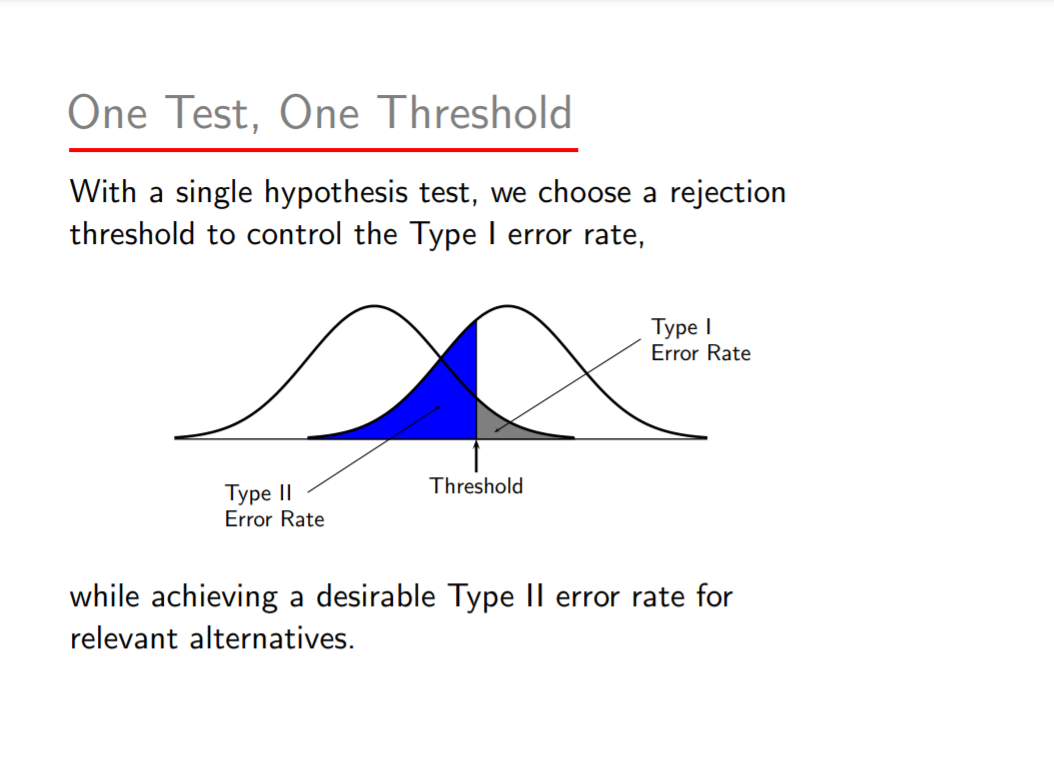 One Test, One Threshold
With a single hypothesis test, we choose a rejection
threshold to control the Type I error rate,
Type I
Error Rate
Threshold
Type II
Error Rate
while achieving a desirable Type II error rate for
relevant alternatives.